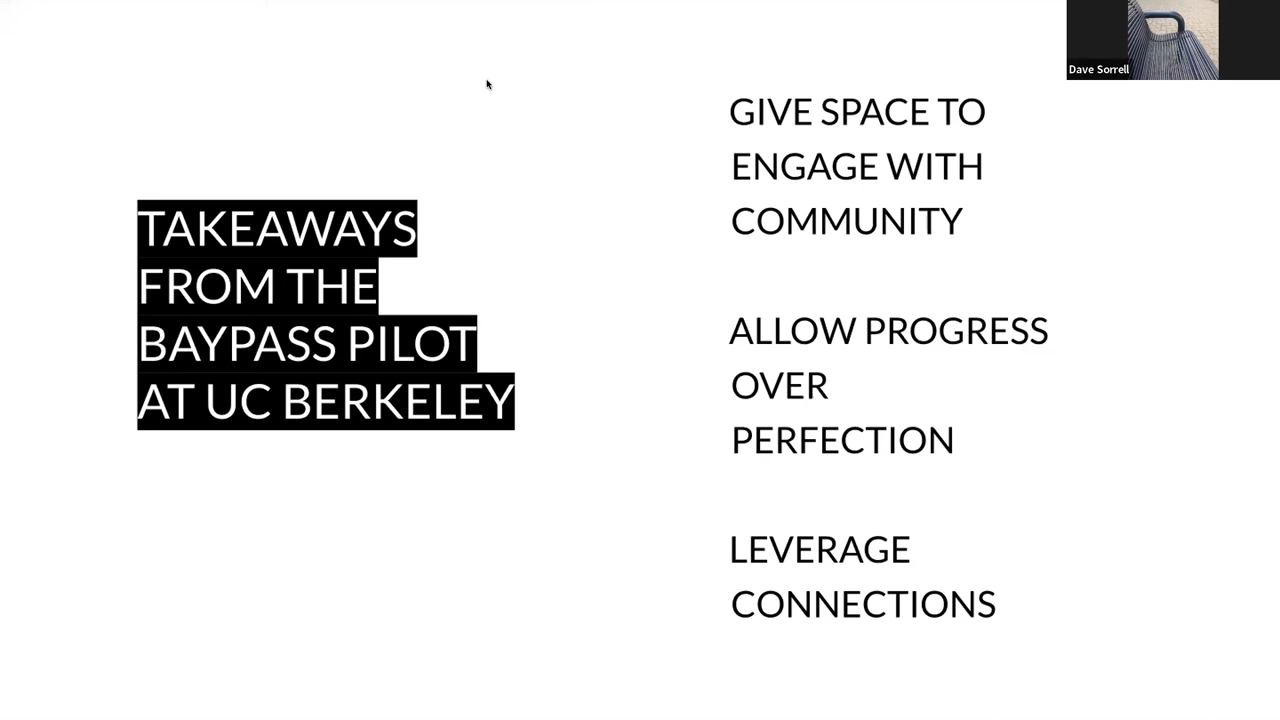 Dave Sorrell
TAKEAWAYS
FROM THE
BAYPASS PILOT
AT UC BERKELEY
GIVE SPACE TO
ENGAGE WITH
COMMUNITY
ALLOW PROGRESS
OVER
PERFECTION
LEVERAGE
CONNECTIONS